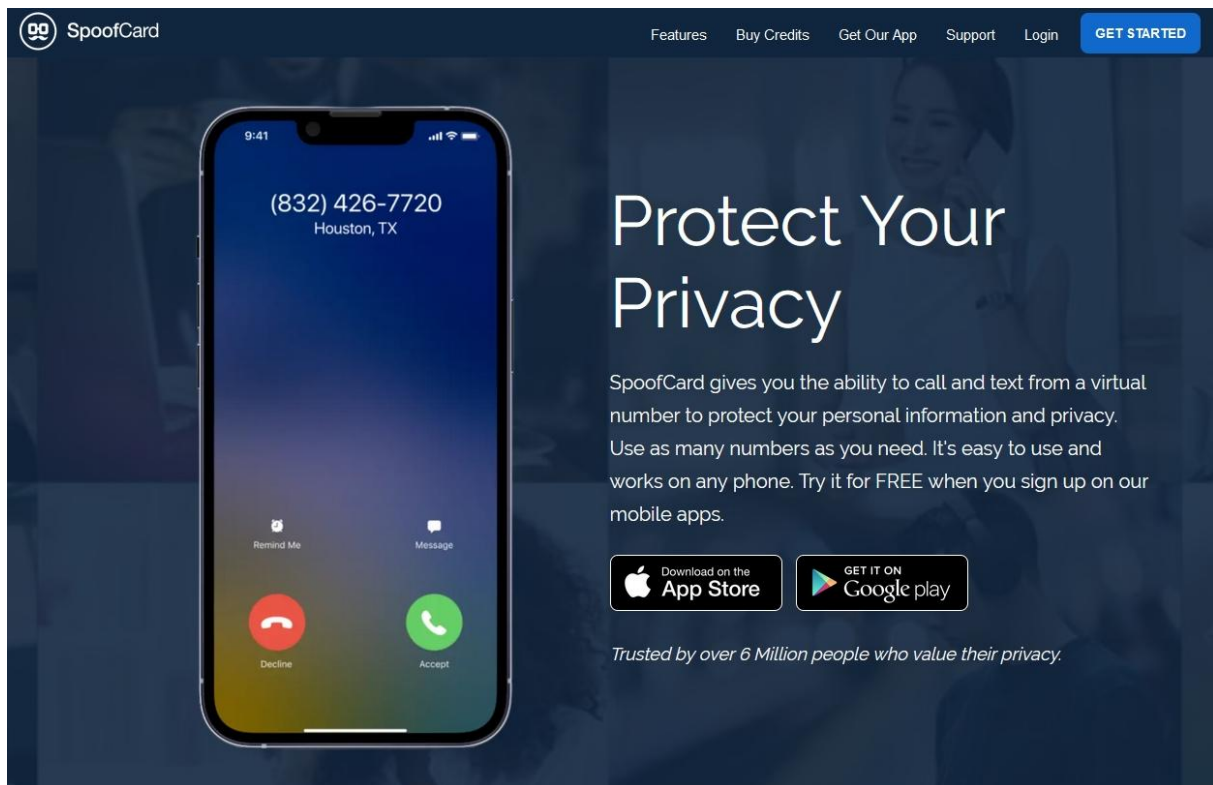 SpoofCard
Features
Buy Credits
Get Our App
Support
Login
GET STARTED
9:41
(832) 426-7720
Houston, TX
Remind Me
Message
Decline
Accept
Protect Your
Privacy
SpoofCard gives you the ability to call and text from a virtual
number to protect your personal information and privacy.
Use as many numbers as you need. It's easy to use and
works on any phone. Try it for FREE when you sign up on our
mobile apps.
Download on the
App Store
GET IT ON
Google play
Trusted by over 6 Million people who value their privacy.